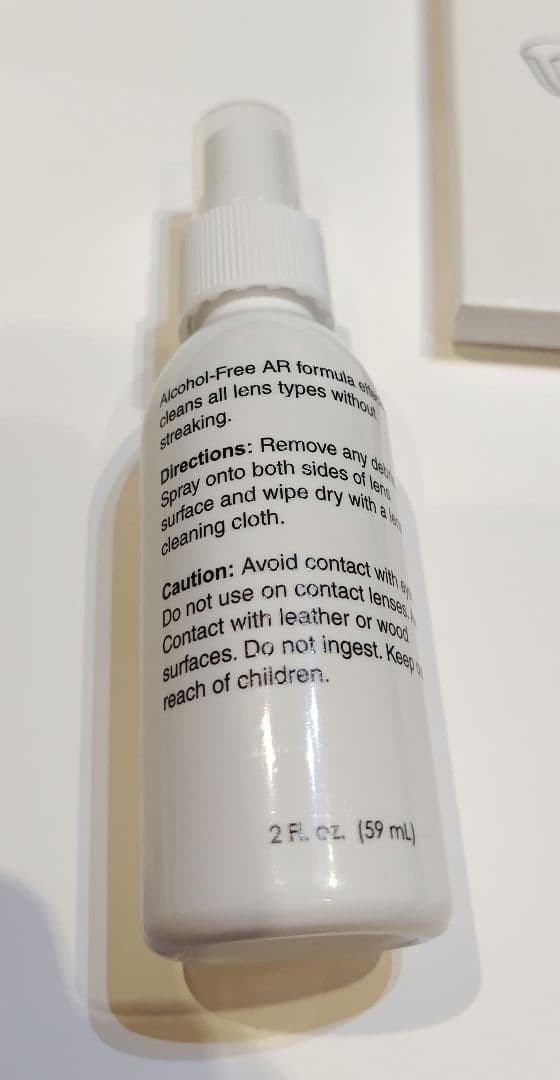 Alcohol-Free AR formula
cleans all lens types without
streaking.
Directions: Remove any
Spray onto both sides of lens
surface and wipe dry with a
cleaning cloth.
Caution: Avoid contact with
Do not use on contact lenses.
Contact with leather or wood
surfaces. Do not ingest. Keep
reach of children.
2 FL. oz. (59 mL)